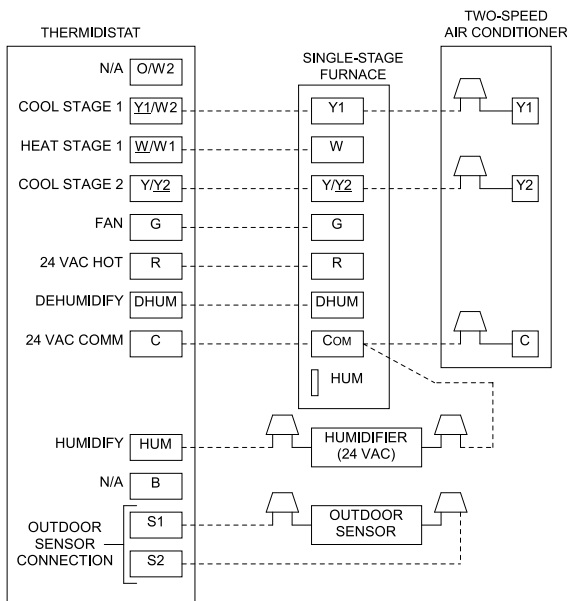 TWO-SPEED
AIR CONDITIONER
THERMIDISTAT
SINGLE-STAGE
FURNACE
N/A O/W2
COOL STAGE 1 Y1/W2 Y1 Y1
HEAT STAGE 1 W/W1 W
COOL STAGE 2 Y/Y2 Y/Y2 Y2
FAN G G
24 VAC HOT R R
DEHUMIDIFY DHUM DHUM
24 VAC COMM C COM C
HUM
HUMIDIFY HUM HUMIDIFIER
(24 VAC)
N/A B
S1 OUTDOOR
SENSOR
OUTDOOR
SENSOR
CONNECTION
S2